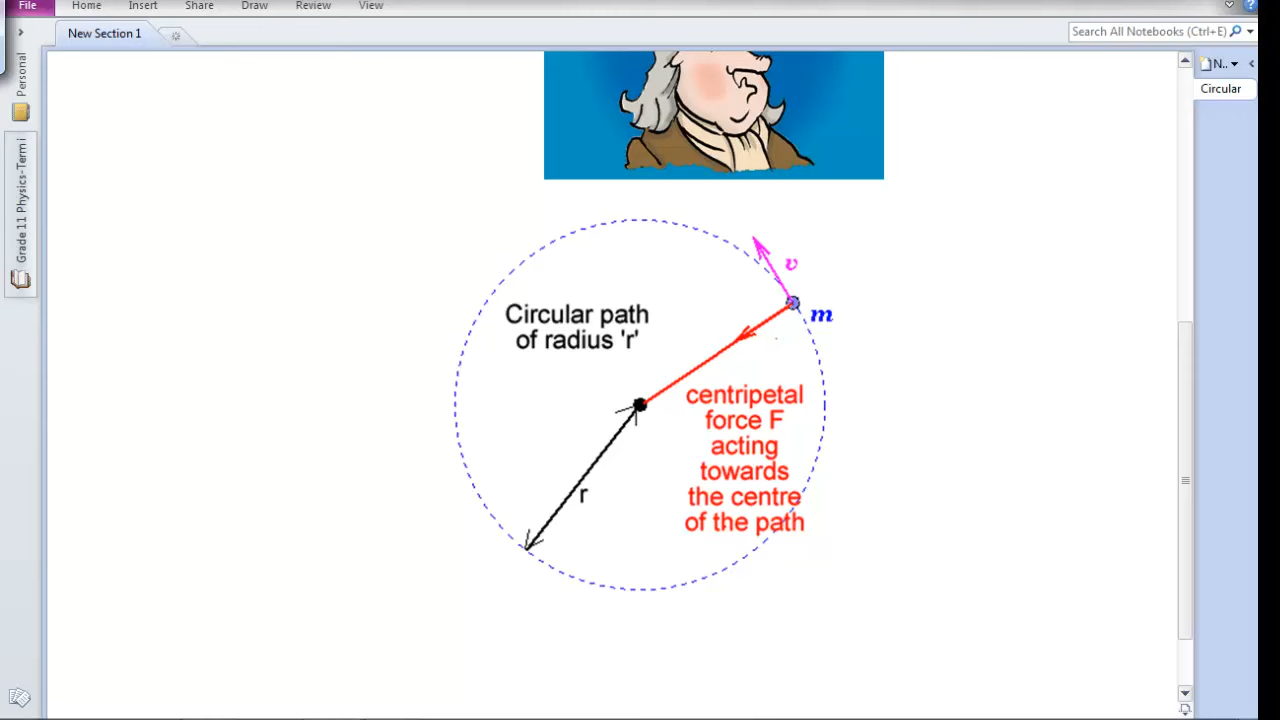 File Home Insert Share Draw Review View
New Section 1
Search All Notebooks (Ctrl+E)
Personal
Grade 11 Physics-Termi
N..
Circular
v
m
Circular path
of radius 'r'
centripetal
force F
acting
towards
the centre
of the path
r